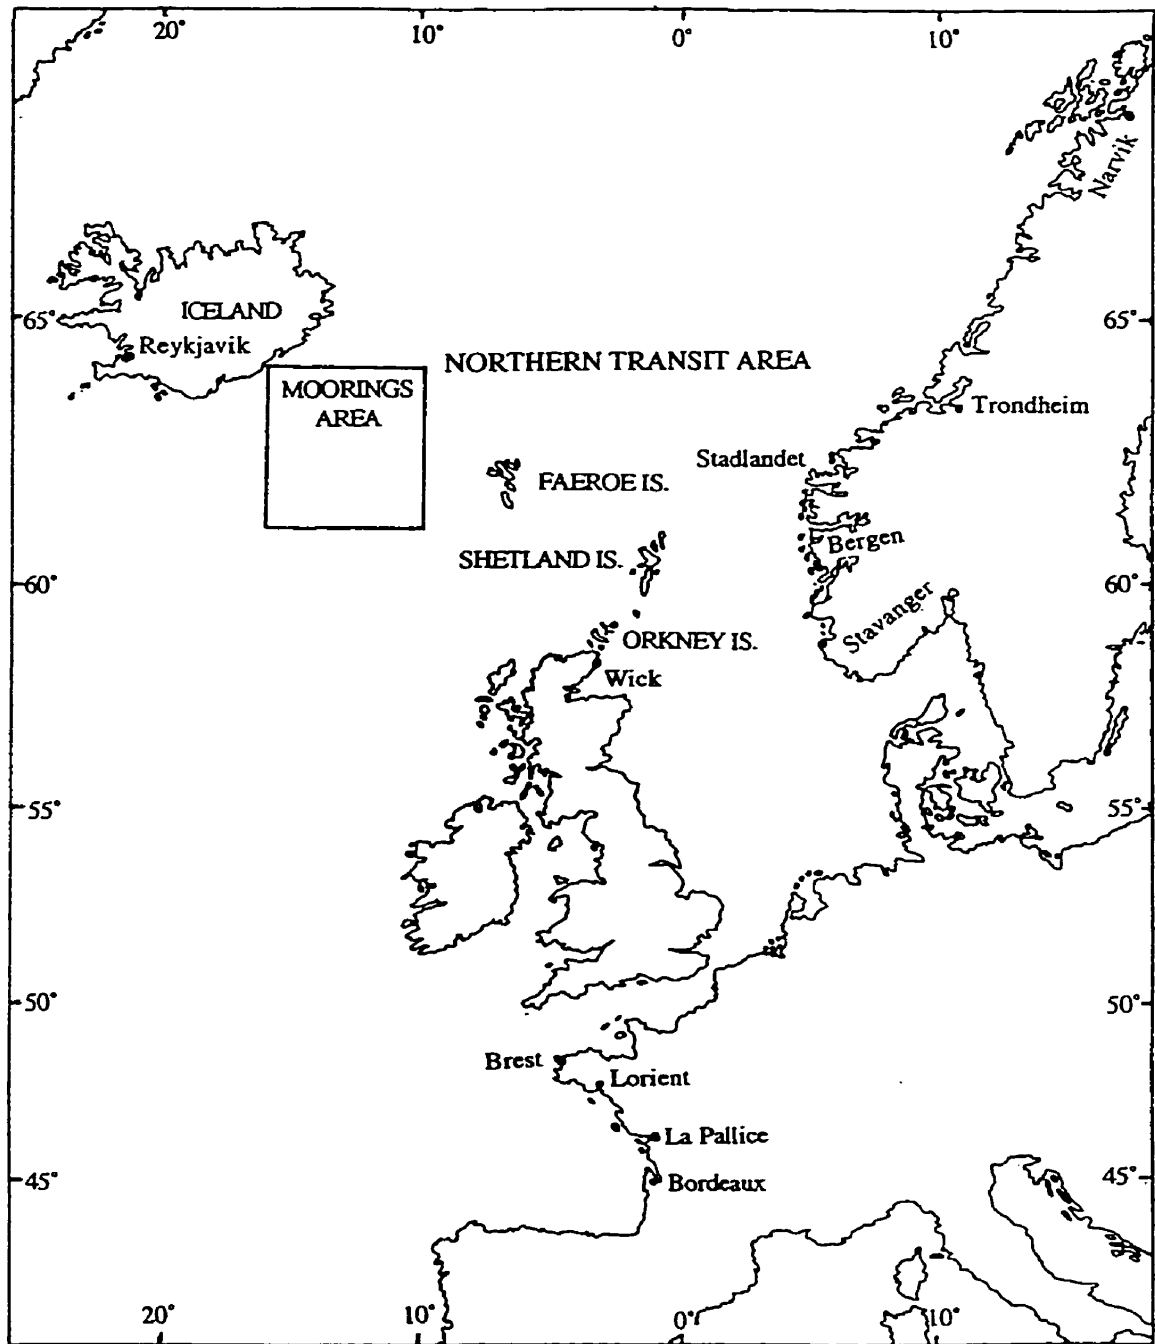 20° 10° 0° 10°
Narvik
ICELAND
65° 65°
Reykjavik
NORTHERN TRANSIT AREA
MOORINGS
AREA
Trondheim
Stadlandet
FAEROE IS.
Bergen
SHETLAND IS.
60° 60°
Stavanger
ORKNEY IS.
Wick
55° 55°
50° 50°
Brest
Lorient
La Pallice
45° 45°
Bordeaux
20° 10° 0° 10°